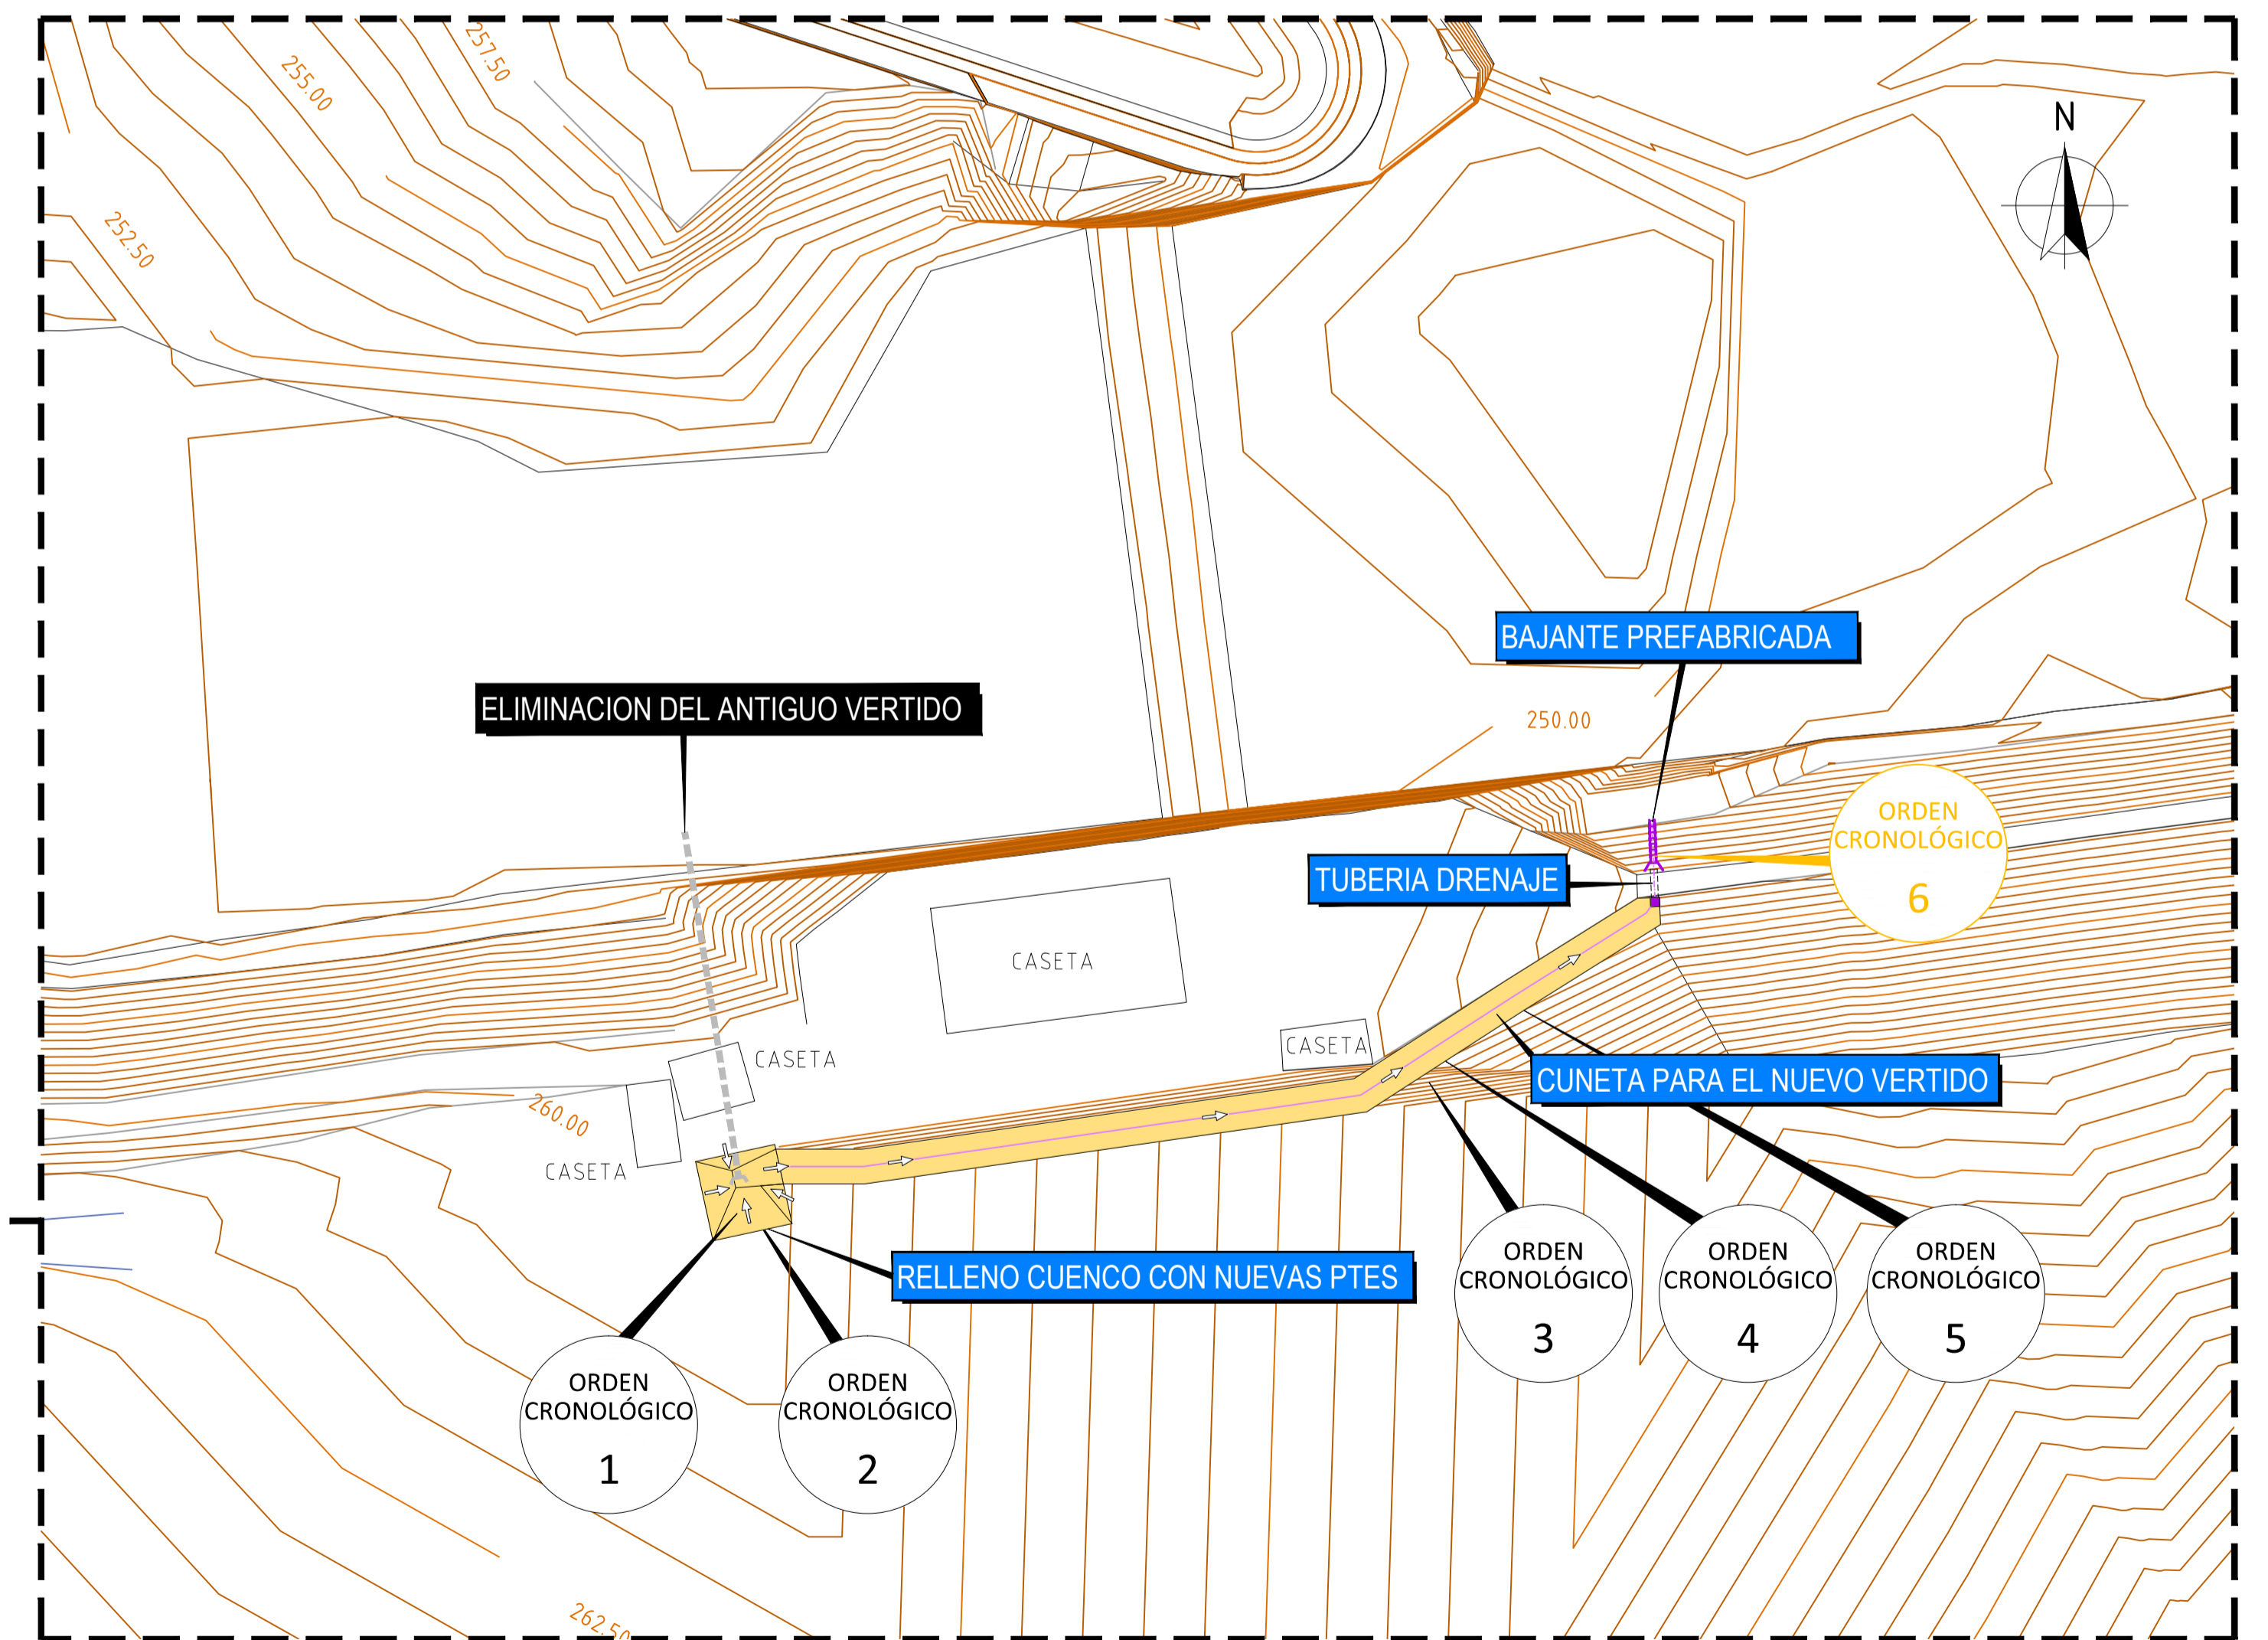 257.50
255.00
N
252.50
BAJANTE PREFABRICADA
ELIMINACION DEL ANTIGUO VERTIDO
250.00
ORDEN
CRONOLÓGICO
6
TUBERIA DRENAJE
CASETA
CASETA
CASETA
CUNETA PARA EL NUEVO VERTIDO
260.00
CASETA
RELLENO CUENCO CON NUEVAS PTES
ORDEN
CRONOLÓGICO
3
ORDEN
CRONOLÓGICO
4
ORDEN
CRONOLÓGICO
5
ORDEN
CRONOLÓGICO
1
ORDEN
CRONOLÓGICO
2
262.50